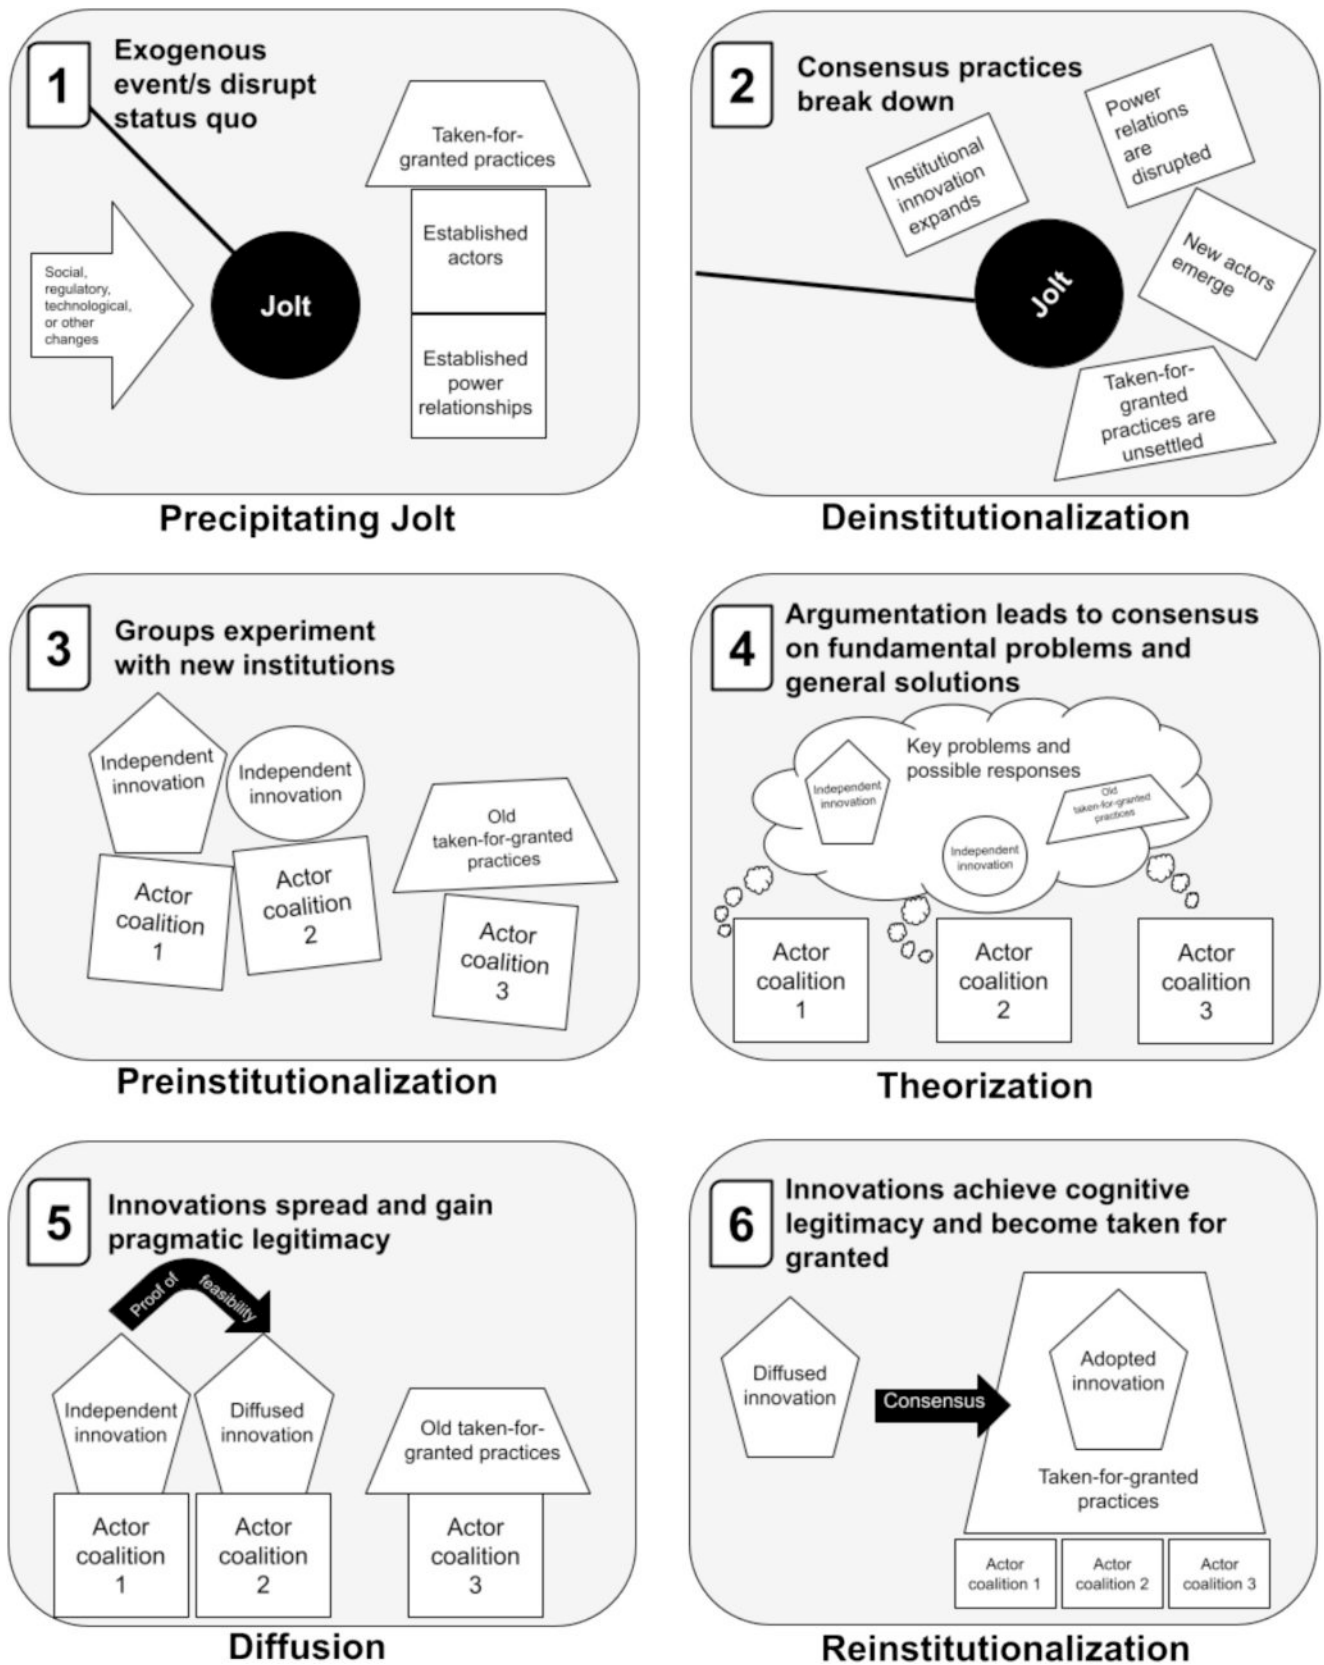 1
Exogenous
event/s disrupt
status quo
Social,
regulatory,
technological,
or other
changes
Jolt
Taken-for-
granted practices
Established
actors
Established
power
relationships
Precipitating Jolt
2
Consensus practices
break down
Institutional
innovation
expands
Power
relations
are
disrupted
New actors
emerge
Jolt
Taken-for-
granted
practices are
unsettled
Deinstitutionalization
3
Groups experiment
with new institutions
Independent
innovation
Independent
innovation
Old
taken-for-granted
practices
Actor
coalition
1
Actor
coalition
2
Actor
coalition
3
Preinstitutionalization
4
Argumentation leads to consensus
on fundamental problems and
general solutions
Key problems and
possible responses
Independent
innovation
Old
taken-for-granted
practices
Independent
innovation
Actor
coalition
1
Actor
coalition
2
Actor
coalition
3
Theorization
5
Innovations spread and gain
pragmatic legitimacy
Proof of feasibility
Independent
innovation
Diffused
innovation
Old taken-for-
granted practices
Actor
coalition
1
Actor
coalition
2
Actor
coalition
3
Diffusion
6
Innovations achieve cognitive
legitimacy and become taken for
granted
Diffused
innovation
Consensus
Adopted
innovation
Taken-for-granted
practices
Actor
coalition 1
Actor
coalition 2
Actor
coalition 3
Reinstitutionalization